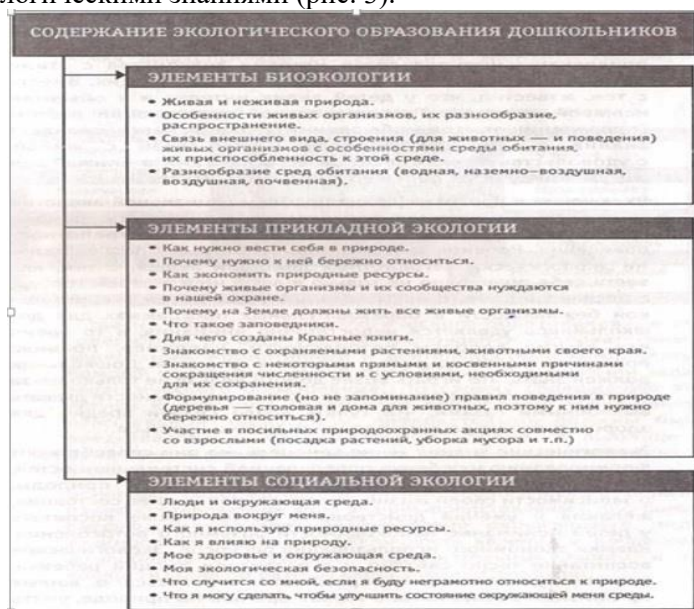 логическими знаниями (рис. 3).
СОДЕРЖАНИЕ ЭКОЛОГИЧЕСКОГО ОБРАЗОВАНИЯ ДОШКОЛЬНИКОВ
ЭЛЕМЕНТЫ БИОЭКОЛОГИИ
• Живая и неживая природа.
• Особенности живых организмов, их разнообразие,
распространение.
• Связь внешнего вида, строения (для животных — и поведения)
живых организмов с особенностями среды обитания,
их приспособленность к этой среде.
• Разнообразие сред обитания (водная, наземно-воздушная,
воздушная, почвенная).
ЭЛЕМЕНТЫ ПРИКЛАДНОЙ ЭКОЛОГИИ
• Как нужно вести себя в природе.
• Почему нужно к ней бережно относиться.
• Как экономить природные ресурсы.
• Почему живые организмы и их сообщества нуждаются
в нашей охране.
• Почему на Земле должны жить все живые организмы.
• Что такое заповедники.
• Для чего созданы Красные книги.
• Знакомство с охраняемыми растениями, животными своего края.
• Знакомство с некоторыми прямыми и косвенными причинами
сокращения численности и с условиями, необходимыми
для их сохранения.
• Формулирование (но не запоминание) правил поведения в природе
(деревья — столовая и дома для животных, поэтому к ним нужно
бережно относиться).
• Участие в посильных природоохранных акциях совместно
со взрослыми (посадка растений, уборка мусора и т.п.)
ЭЛЕМЕНТЫ СОЦИАЛЬНОЙ ЭКОЛОГИИ
• Люди и окружающая среда.
• Природа вокруг меня.
• Как я использую природные ресурсы.
• Как я влияю на природу.
• Мое здоровье и окружающая среда.
• Моя экологическая безопасность.
• Что случится со мной, если я буду неграмотно относиться к природе.
• Что я могу сделать, чтобы улучшить состояние окружающей меня среды.